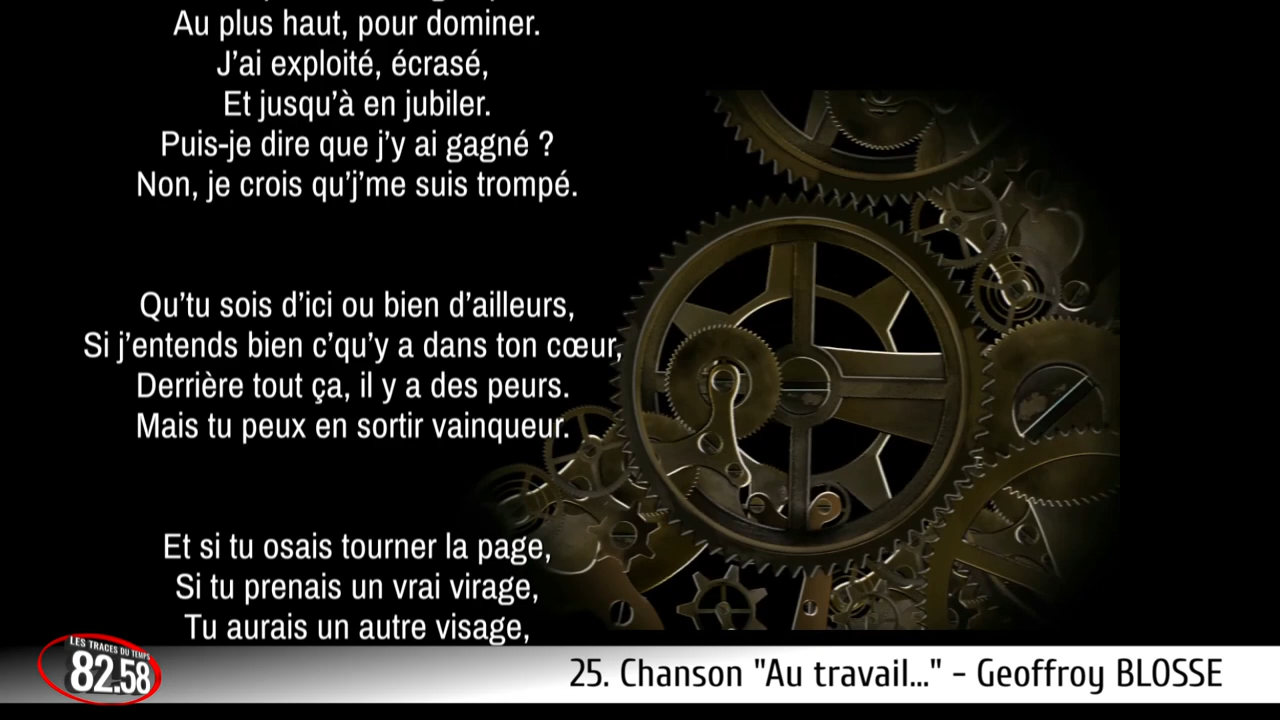 Au plus haut, pour dominer.
J'ai exploité, écrasé,
Et jusqu'à en jubiler.
Puis-je dire que j'y ai gagné ?
Non, je crois qu'j'me suis trompé.
Qu'tu sois d'ici ou bien d'ailleurs,
Si j'entends bien c'qu'y a dans ton cœur,
Derrière tout ça, il y a des peurs.
Mais tu peux en sortir vainqueur.
Et si tu osais tourner la page,
Si tu prenais un vrai virage,
Tu aurais un autre visage,
LES TRACES DU TEMPS
82.58
25. Chanson "Au travail..." - Geoffroy BLOSSE